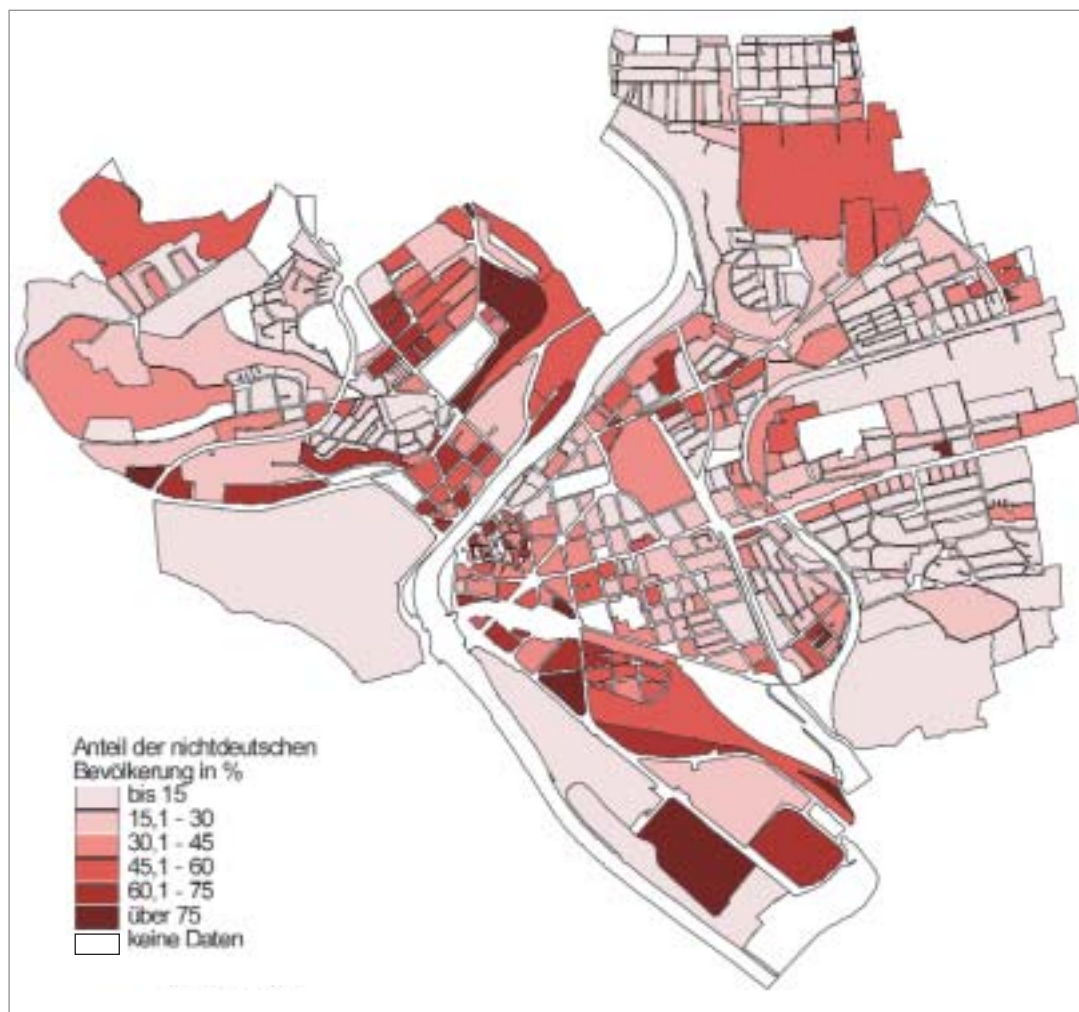 Anteil der nichtdeutschen
Bevölkerung in %
bis 15
15,1 - 30
30,1 - 45
45,1 - 60
60,1 - 75
über 75
keine Daten